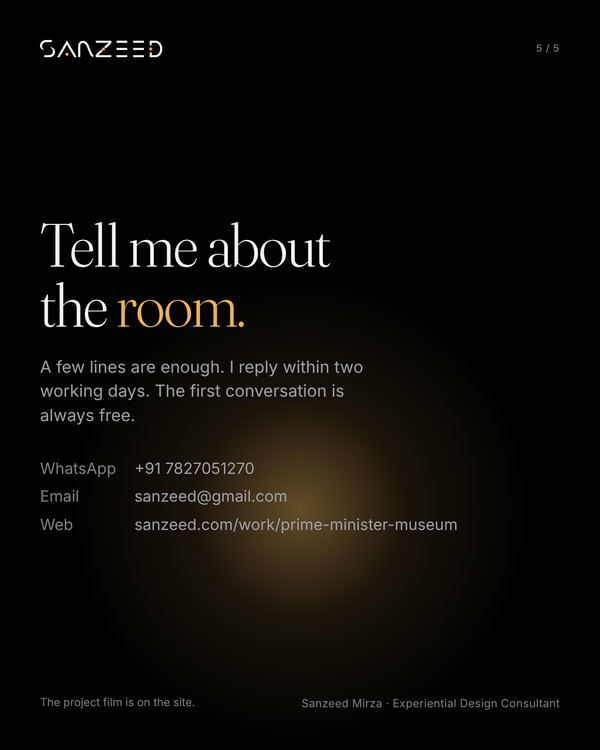 SANZEED
5 / 5
Tell me about
the room.
A few lines are enough. I reply within two
working days. The first conversation is
always free.
WhatsApp +91 7827051270
Email sanzeed@gmail.com
Web sanzeed.com/work/prime-minister-museum
The project film is on the site.
Sanzeed Mirza · Experiential Design Consultant